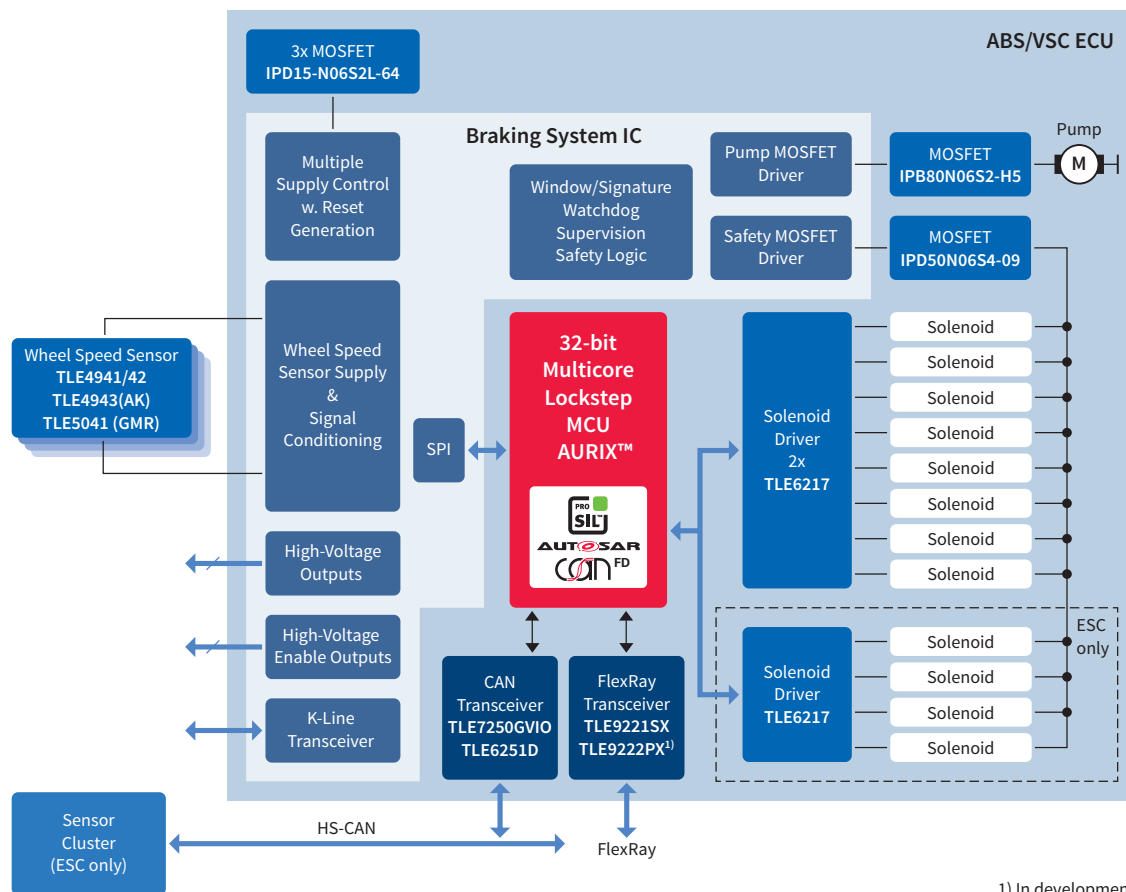 ABS/VSC ECU
3x MOSFET
IPD15-N06S2L-64
Braking System IC
Multiple
Supply Control
w. Reset
Generation
Window/Signature
Watchdog
Supervision
Safety Logic
Pump MOSFET
Driver
MOSFET
IPB80N06S2-H5
Pump
M
Safety MOSFET
Driver
MOSFET
IPD50N06S4-09
Wheel Speed Sensor
TLE4941/42
TLE4943(AK)
TLE5041 (GMR)
Wheel Speed
Sensor Supply
&
Signal
Conditioning
SPI
32-bit
Multicore
Lockstep
MCU
AURIX™
PRO
SIL™
AUTOSAR
CAN FD
Solenoid
Driver
2x
TLE6217
Solenoid
Solenoid
Solenoid
Solenoid
Solenoid
Solenoid
Solenoid
Solenoid
High-Voltage
Outputs
High-Voltage
Enable Outputs
K-Line
Transceiver
CAN
Transceiver
TLE7250GVIO
TLE6251D
FlexRay
Transceiver
TLE9221SX
TLE9222PX1)
Solenoid
Driver
TLE6217
Solenoid
Solenoid
Solenoid
Solenoid
ESC
only
Sensor
Cluster
(ESC only)
HS-CAN
FlexRay
1) In developmen